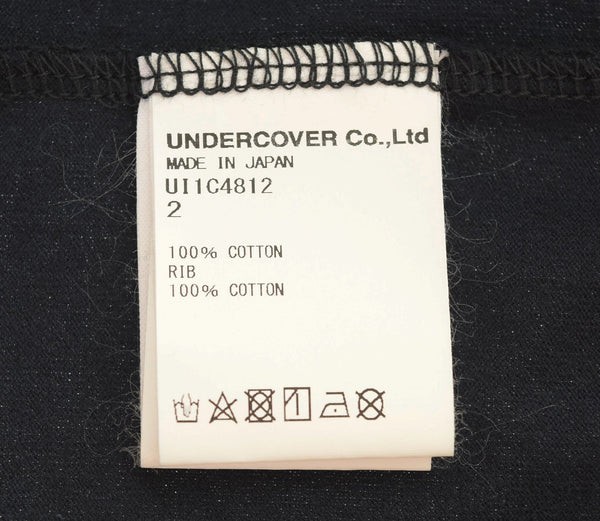 UNDERCOVER Co.,Ltd
MADE IN JAPAN
UI1C4812
2
100% COTTON
RIB
100% COTTON